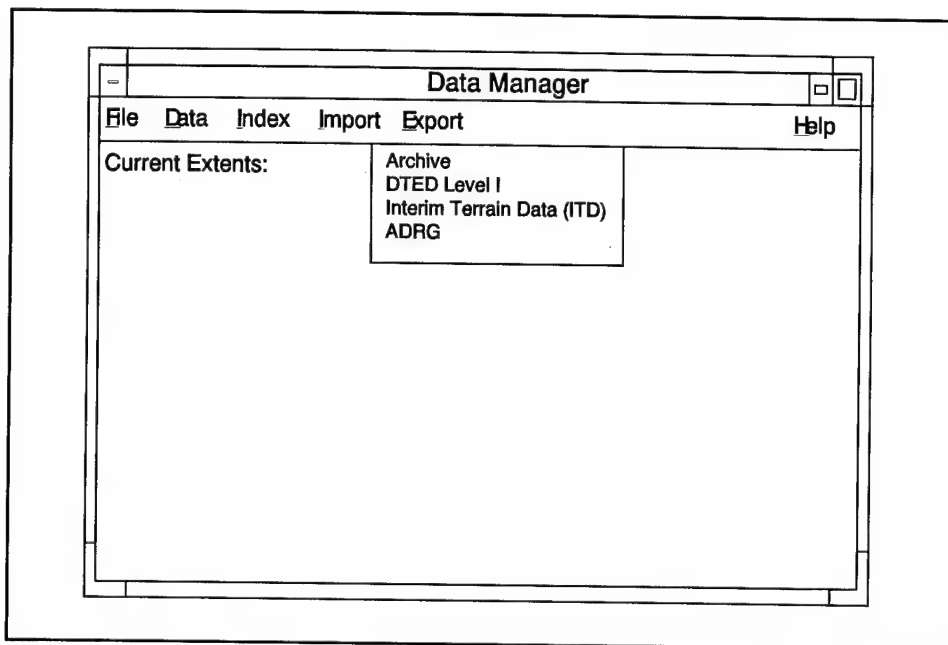 Data Manager
File Data Index Import Export Help
Current Extents:
Archive
DTED Level I
Interim Terrain Data (ITD)
ADRG